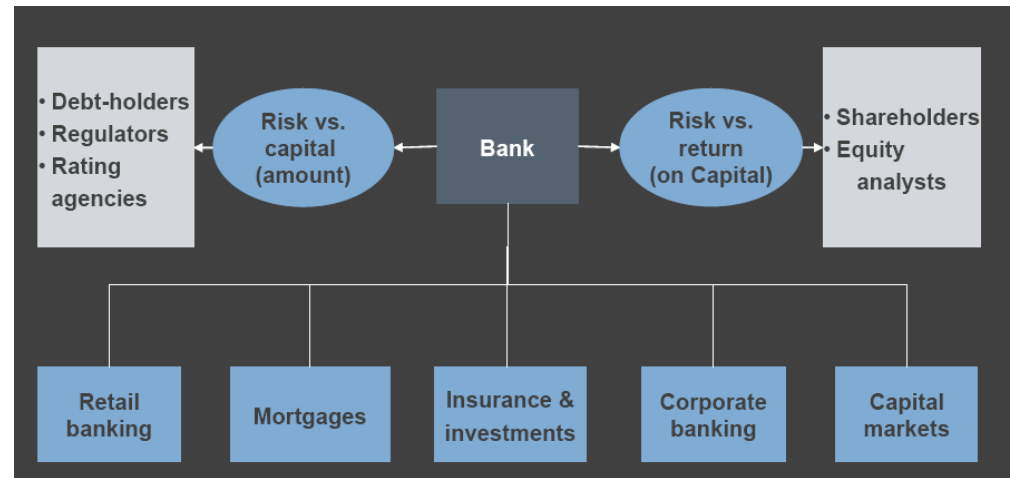 • Debt-holders
• Regulators
• Rating
agencies
Risk vs.
capital
(amount)
Bank
Risk vs.
return
(on Capital)
• Shareholders
• Equity
analysts
Retail
banking
Mortgages
Insurance &
investments
Corporate
banking
Capital
markets